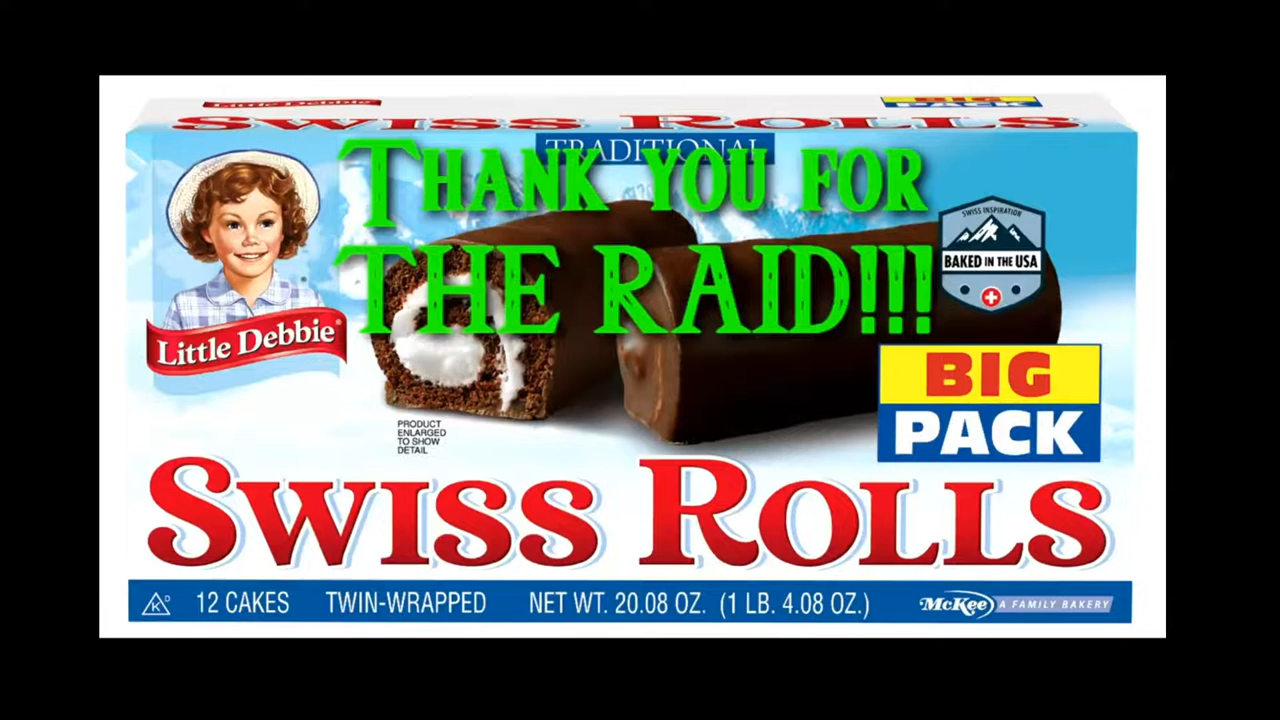 Little Debbie
BIG
PACK
SWISS ROLLS
TRADITIONAL
THANK YOU FOR
THE RAID!!!
SWISS INSPIRATION
BAKED IN THE USA
Little Debbie
BIG
PACK
PRODUCT
ENLARGED
TO SHOW
DETAIL
SWISS ROLLS
K D 12 CAKES TWIN-WRAPPED NET WT. 20.08 OZ. (1 LB. 4.08 OZ.) McKee A FAMILY BAKERY